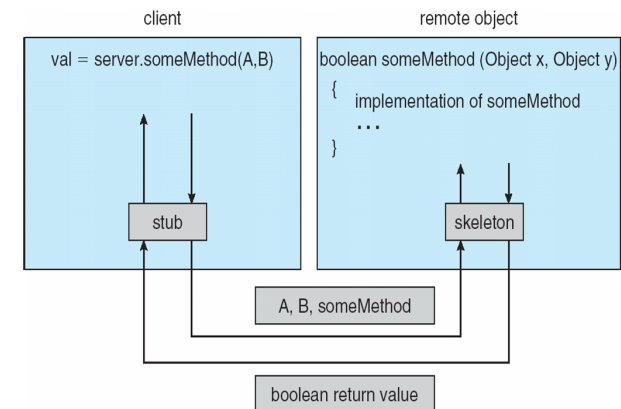 client
remote object
val = server.someMethod(A,B)
boolean someMethod (Object x, Object y)
{
implementation of someMethod
...
}
stub
skeleton
A, B, someMethod
boolean return value